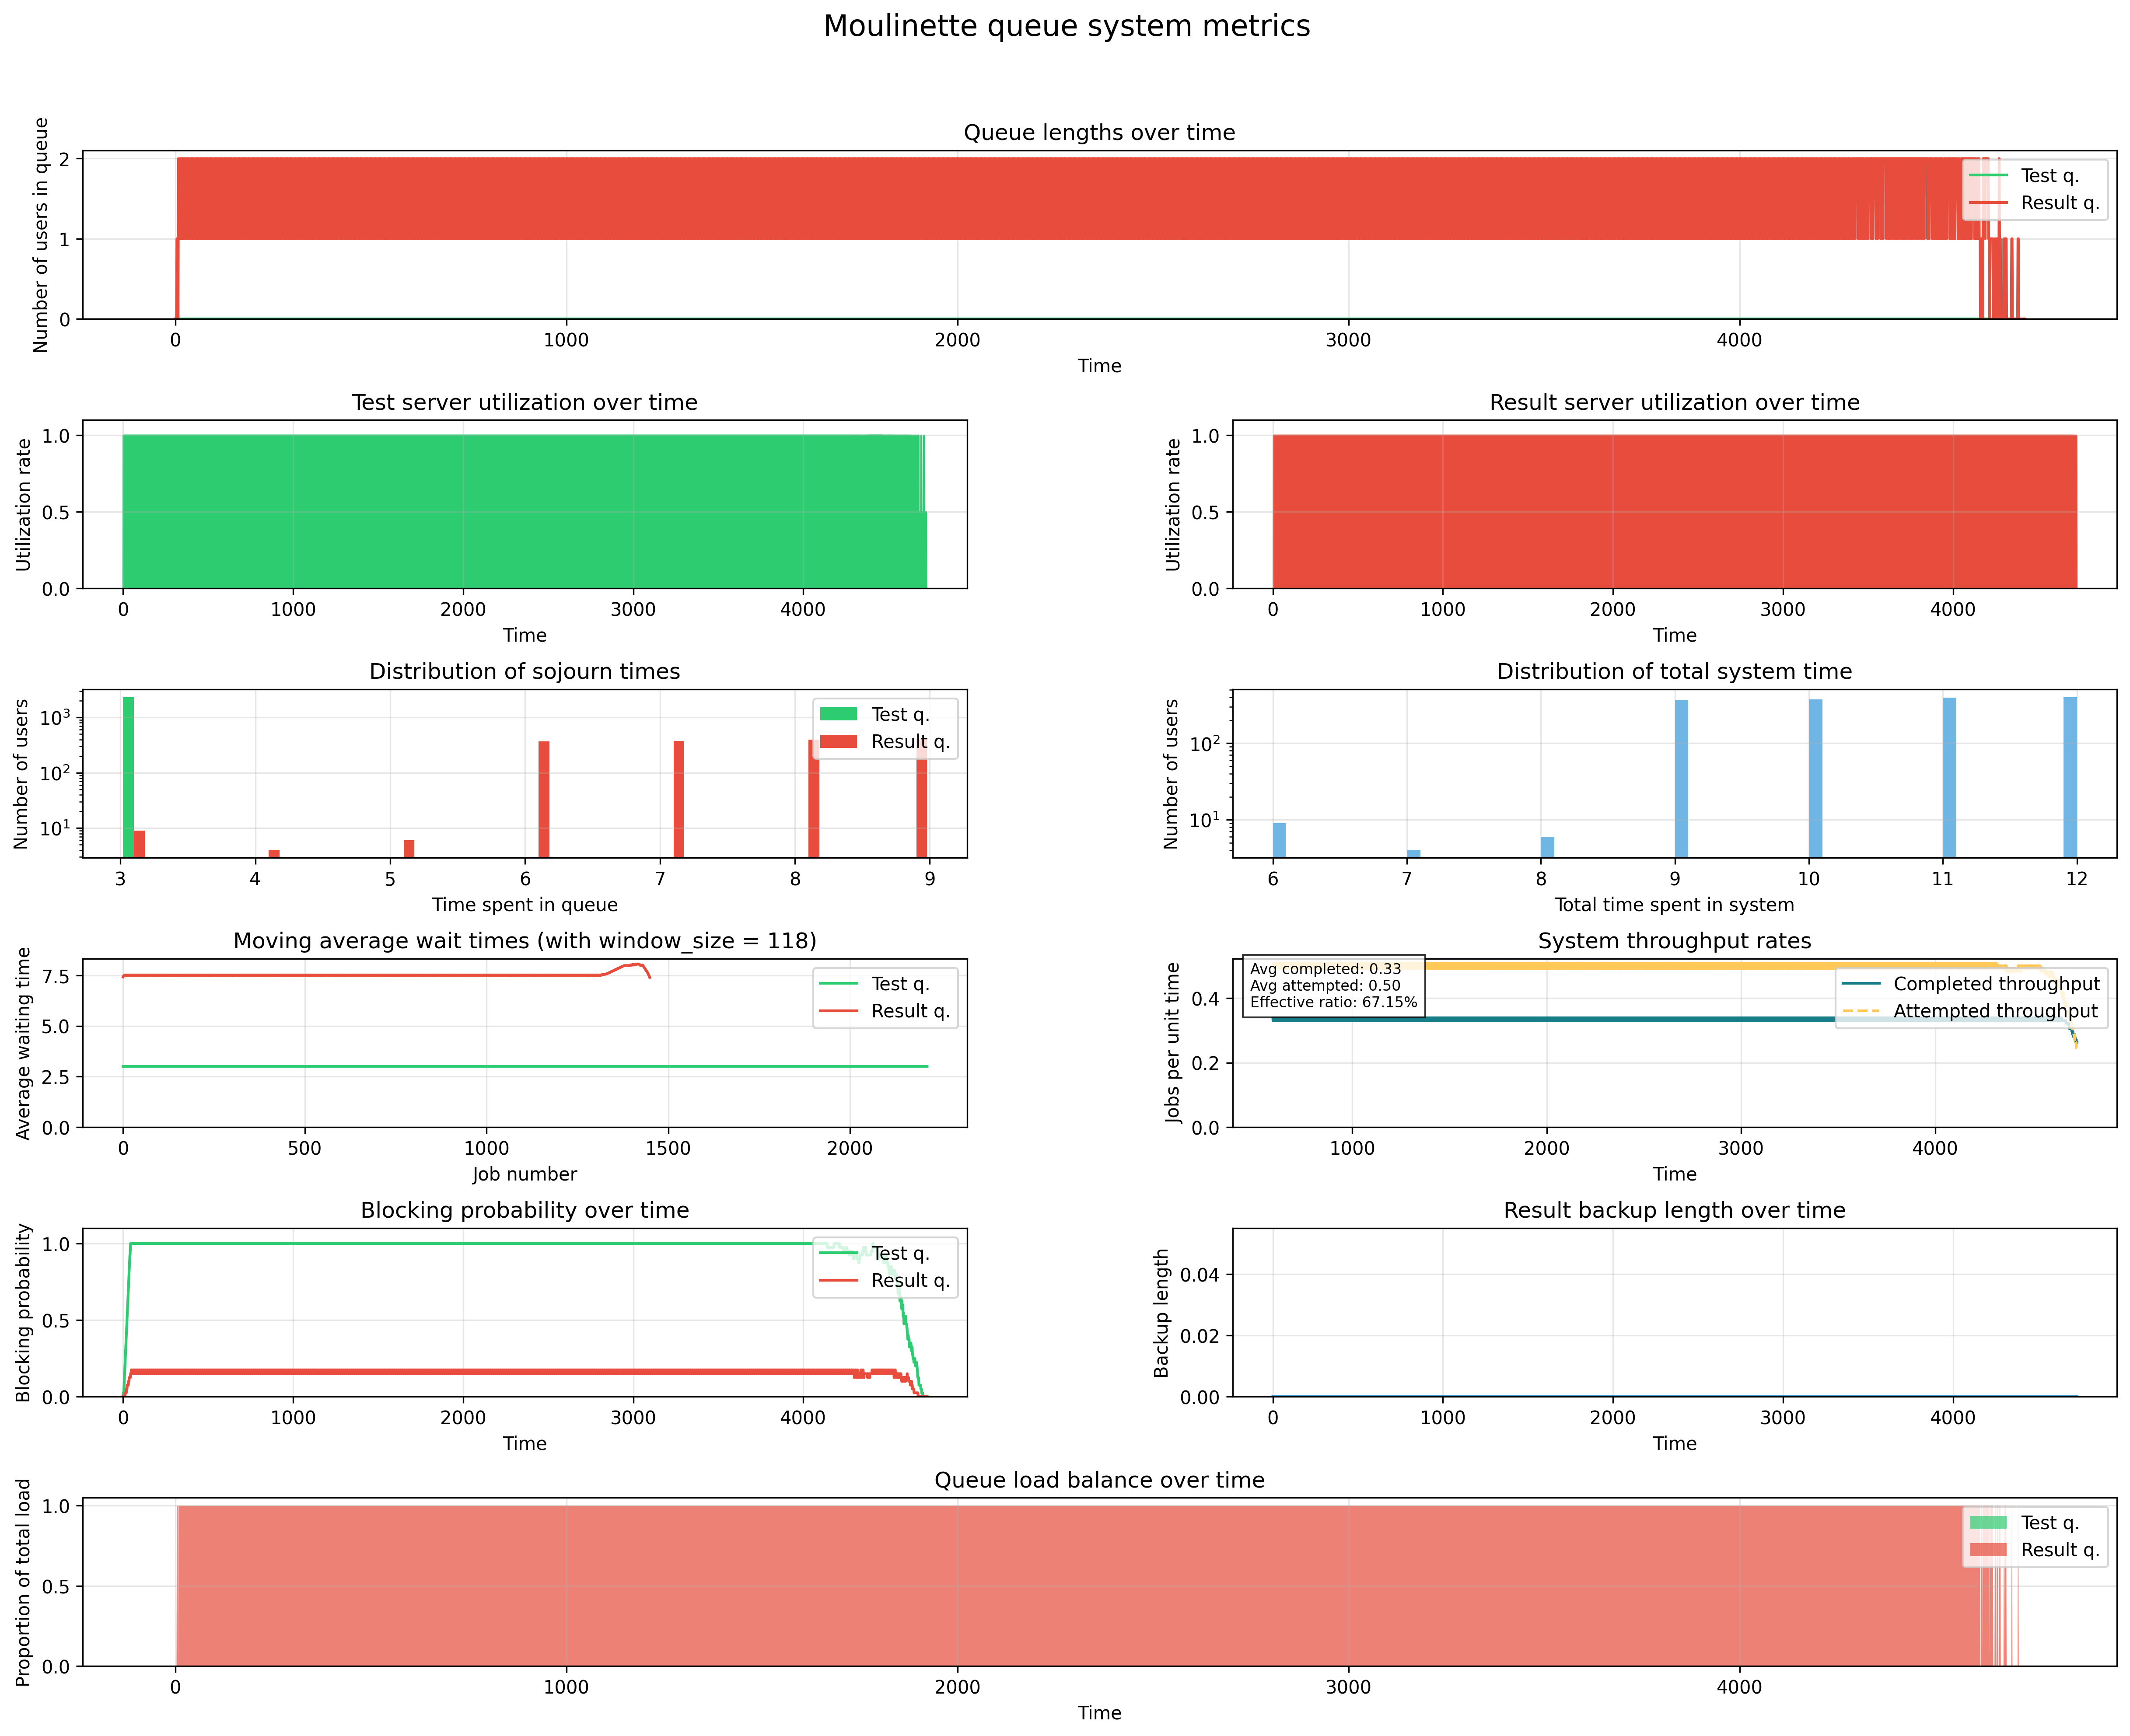 Moulinette queue system metrics
Queue lengths over time
Number of users in queue
2
1
0
Test q.
Result q.
0 1000 2000 3000 4000
Time
Test server utilization over time
Utilization rate
1.0
0.5
0.0
0 1000 2000 3000 4000
Time
Result server utilization over time
Utilization rate
1.0
0.5
0.0
0 1000 2000 3000 4000
Time
Distribution of sojourn times
Number of users
10³
10²
10¹
Test q.
Result q.
3 4 5 6 7 8 9
Time spent in queue
Distribution of total system time
Number of users
10²
10¹
6 7 8 9 10 11 12
Total time spent in system
Moving average wait times (with window_size = 118)
Average waiting time
7.5
5.0
2.5
0.0
Test q.
Result q.
0 500 1000 1500 2000
Job number
System throughput rates
Jobs per unit time
0.4
0.2
0.0
Avg completed: 0.33
Avg attempted: 0.50
Effective ratio: 67.15%
Completed throughput
Attempted throughput
1000 2000 3000 4000
Time
Blocking probability over time
Blocking probability
1.0
0.5
0.0
Test q.
Result q.
0 1000 2000 3000 4000
Time
Result backup length over time
Backup length
0.04
0.02
0.00
0 1000 2000 3000 4000
Time
Queue load balance over time
Proportion of total load
1.0
0.5
0.0
Test q.
Result q.
0 1000 2000 3000 4000
Time